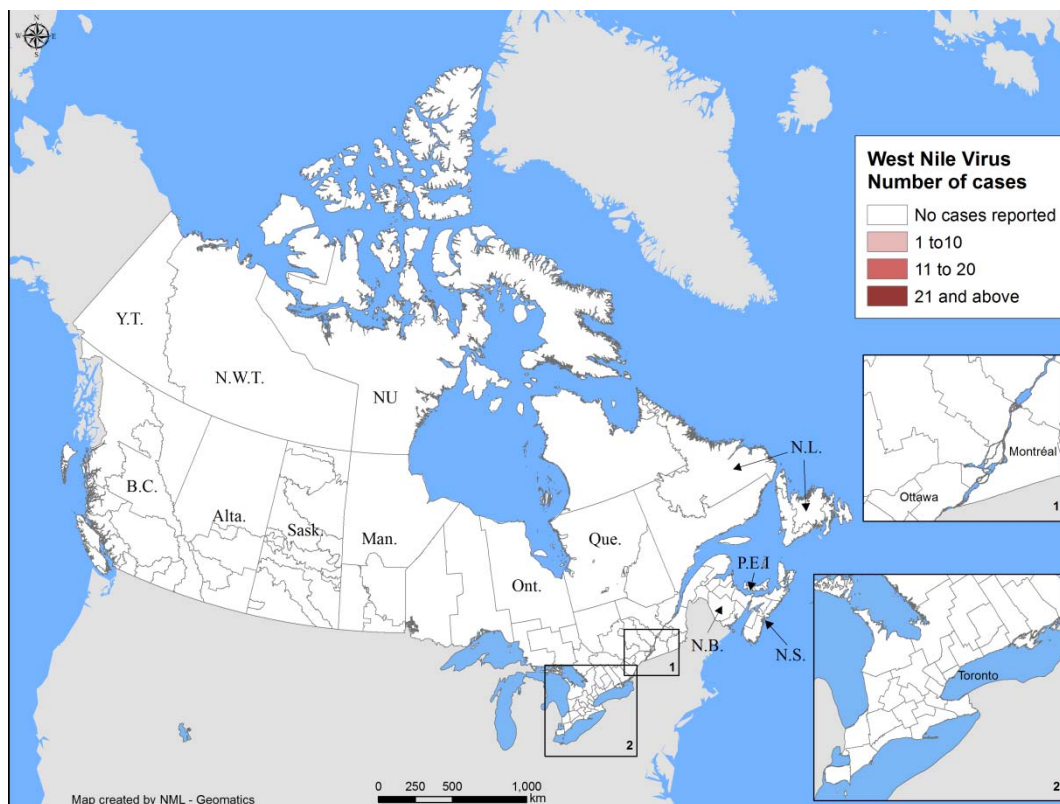 N
W
E
S
West Nile Virus
Number of cases
No cases reported
1 to10
11 to 20
21 and above
Y.T.
N.W.T.
NU
B.C.
Alta.
Sask.
Man.
Ont.
Que.
N.L.
P.E.I
N.B.
N.S.
1
2
Montréal
Ottawa
1
Toronto
2
0 250 500 1,000
km
Map created by NML - Geomatics